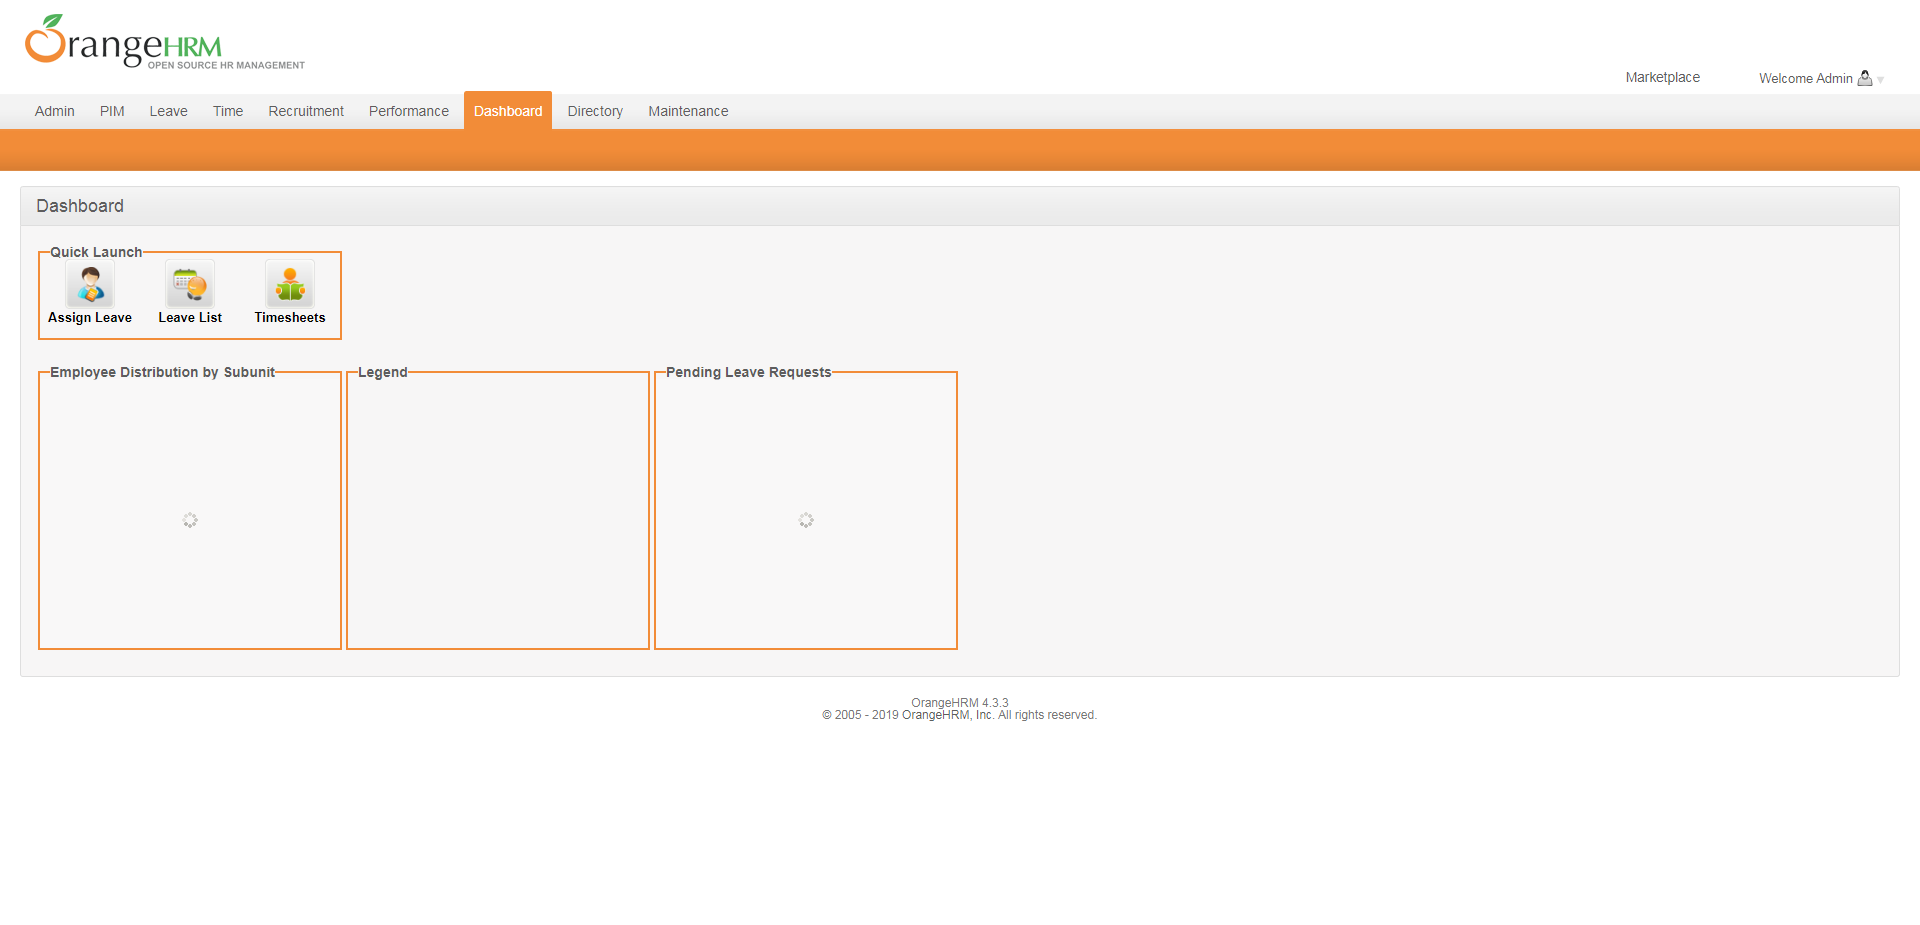 OrangeHRM
OPEN SOURCE HR MANAGEMENT
Marketplace
Welcome Admin
Admin PIM Leave Time Recruitment Performance Dashboard Directory Maintenance
Dashboard
Quick Launch
Assign Leave Leave List Timesheets
Employee Distribution by Subunit Legend Pending Leave Requests
OrangeHRM 4.3.3
© 2005 - 2019 OrangeHRM, Inc. All rights reserved.